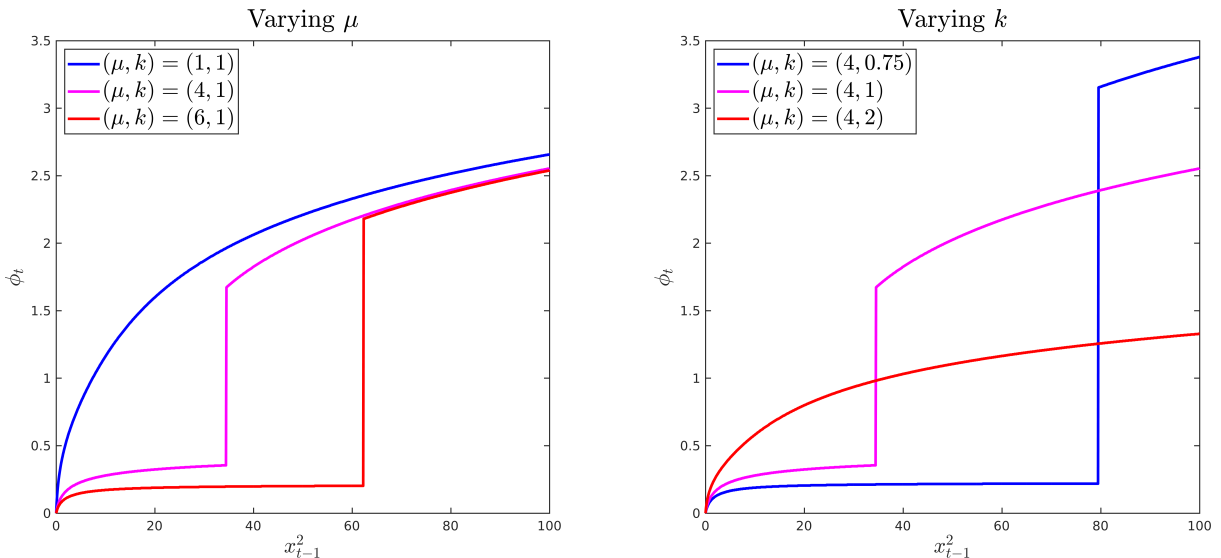 Varying μ
3.5
3
2.5
2
1.5
1
0.5
0
0
20
40
60
80
100
ϕ_t
x²_{t−1}
(μ, k) = (1, 1)
(μ, k) = (4, 1)
(μ, k) = (6, 1)
Varying k
3.5
3
2.5
2
1.5
1
0.5
0
0
20
40
60
80
100
ϕ_t
x²_{t−1}
(μ, k) = (4, 0.75)
(μ, k) = (4, 1)
(μ, k) = (4, 2)